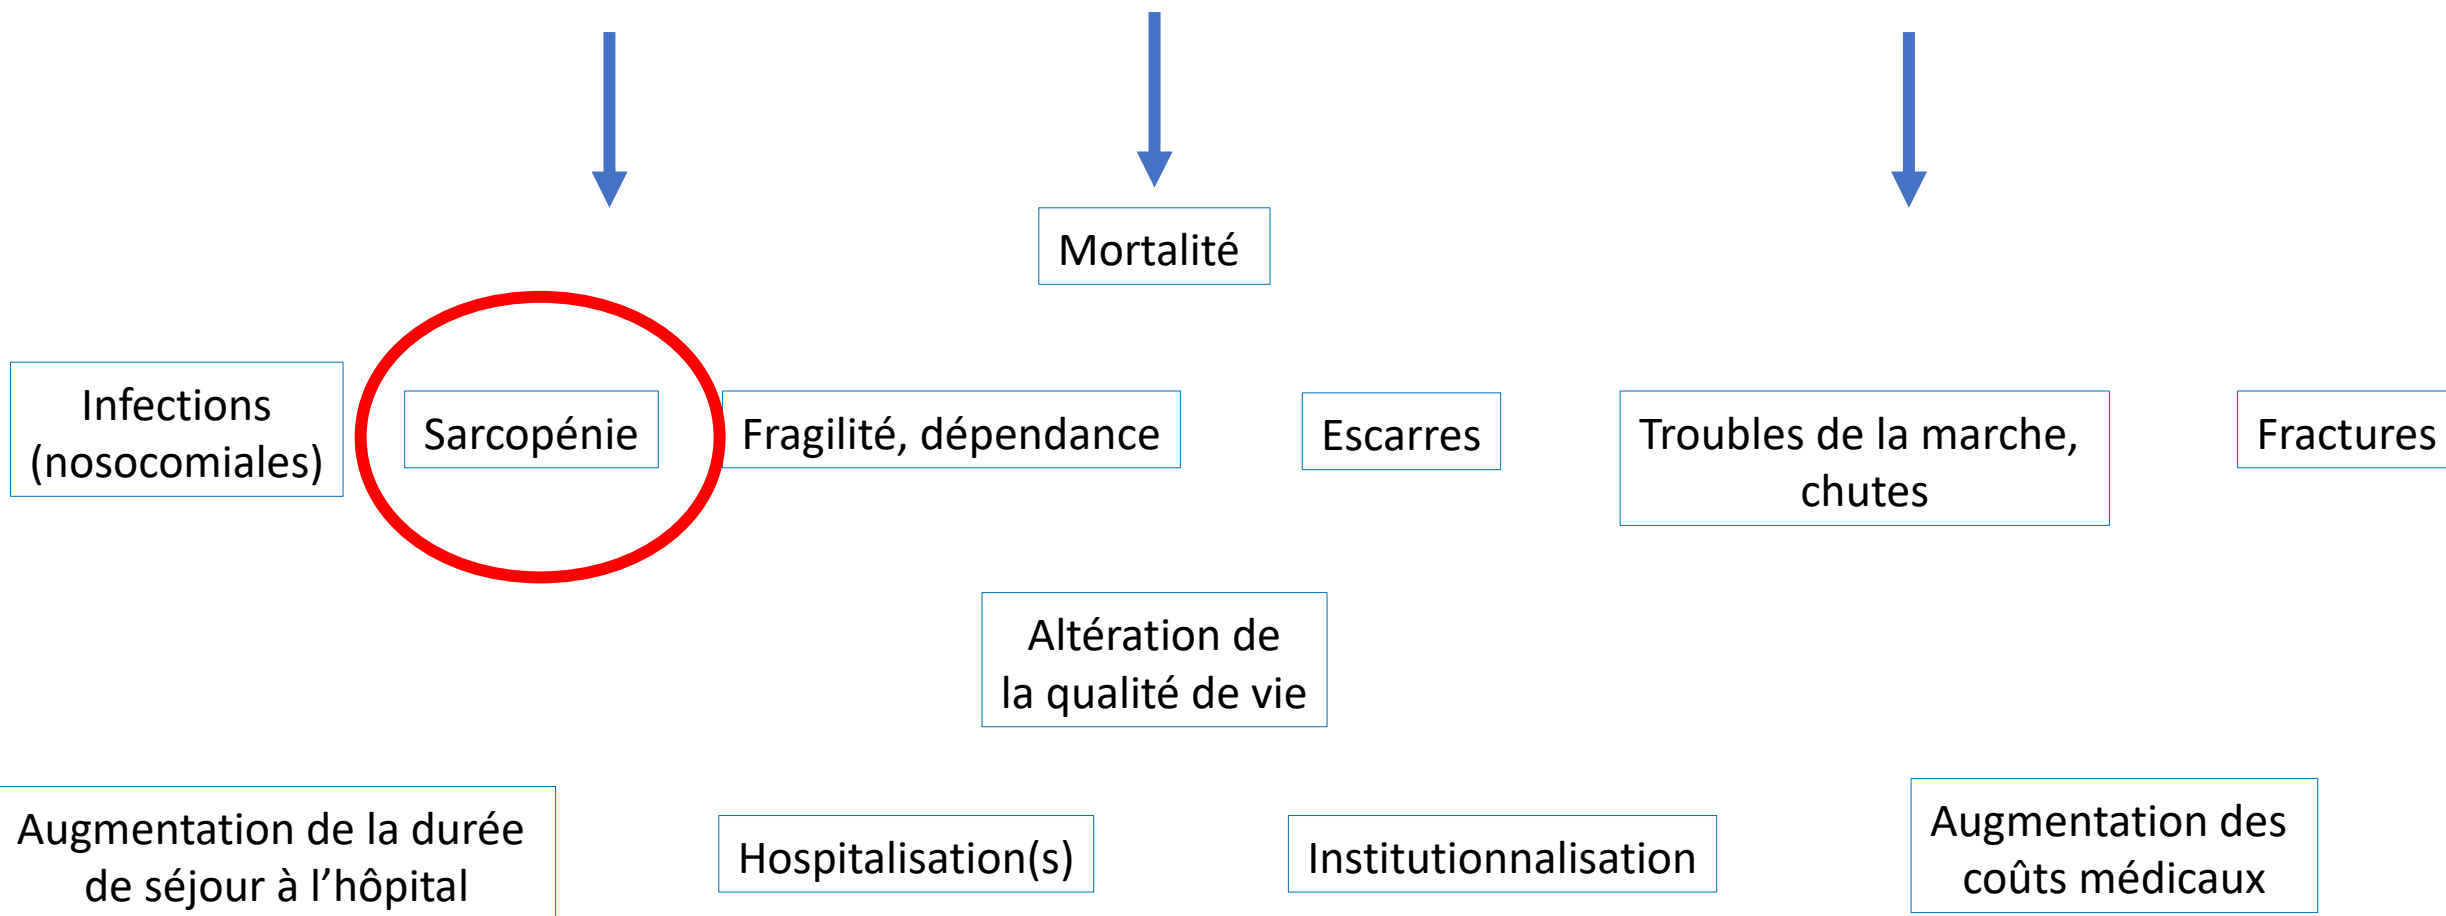 Mortalité
Infections
(nosocomiales)
Sarcopénie
Fragilité, dépendance
Escarres
Troubles de la marche,
chutes
Fractures
Altération de
la qualité de vie
Augmentation de la durée
de séjour à l’hôpital
Hospitalisation(s)
Institutionnalisation
Augmentation des
coûts médicaux